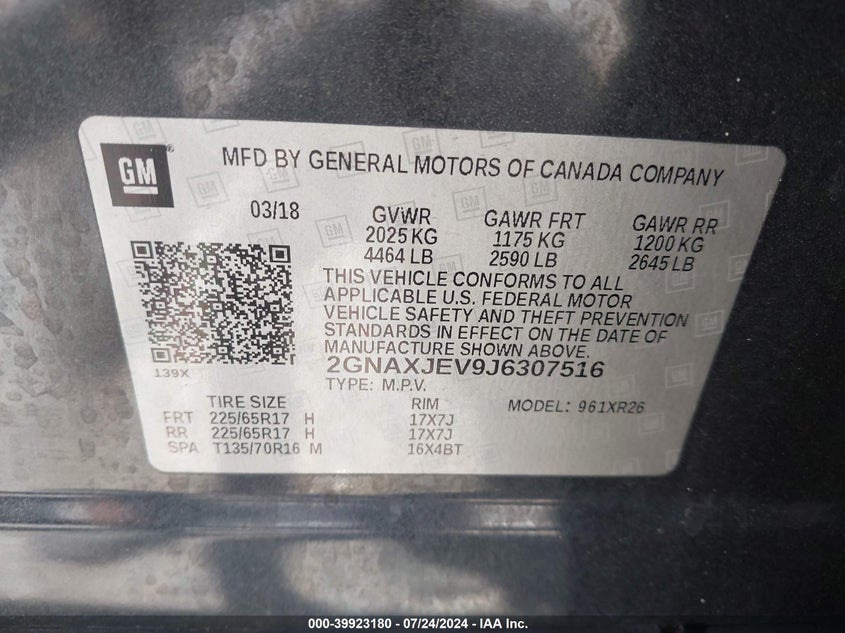 GM
MFD BY GENERAL MOTORS OF CANADA COMPANY
03/18 GVWR GAWR FRT GAWR RR
2025 KG 1175 KG 1200 KG
4464 LB 2590 LB 2645 LB
THIS VEHICLE CONFORMS TO ALL
APPLICABLE U.S. FEDERAL MOTOR
VEHICLE SAFETY AND THEFT PREVENTION
STANDARDS IN EFFECT ON THE DATE OF
MANUFACTURE SHOWN ABOVE.
139X 2GNAXJEV9J6307516
TYPE: M.P.V.
TIRE SIZE RIM MODEL: 961XR26
FRT 225/65R17 H 17X7J
RR 225/65R17 H 17X7J
SPA T135/70R16 M 16X4BT
000-39923180 - 07/24/2024 - IAA Inc.